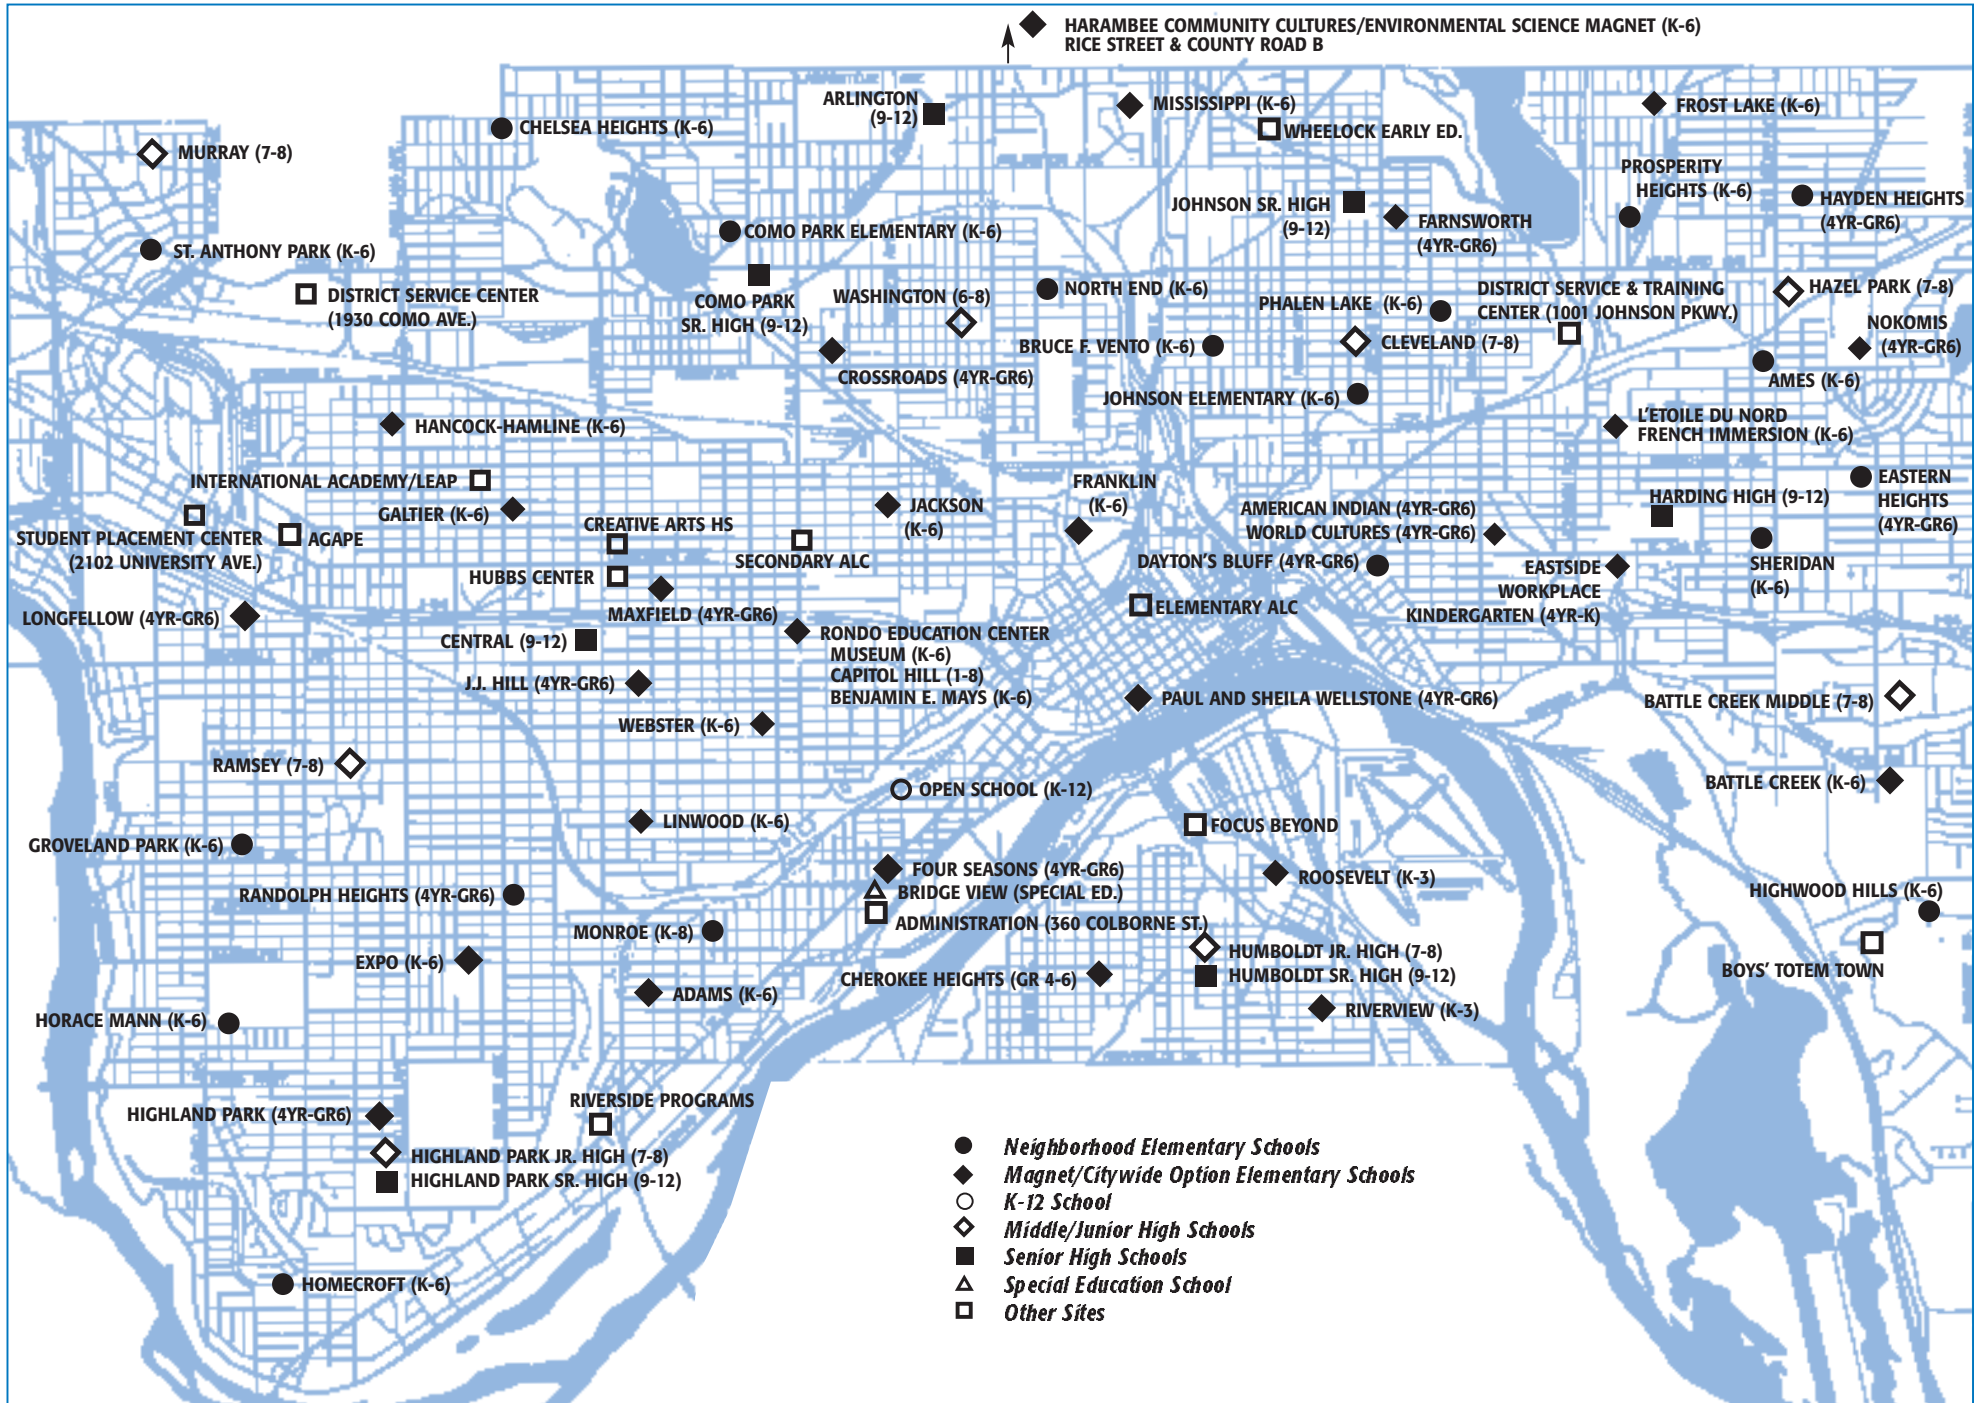 HARAMBEE COMMUNITY CULTURES/ENVIRONMENTAL SCIENCE MAGNET (K-6)
RICE STREET & COUNTY ROAD B
ARLINGTON
(9-12)
MISSISSIPPI (K-6)
FROST LAKE (K-6)
CHELSEA HEIGHTS (K-6)
WHEELOCK EARLY ED.
MURRAY (7-8)
PROSPERITY
HEIGHTS (K-6)
HAYDEN HEIGHTS
(4YR-GR6)
JOHNSON SR. HIGH
(9-12)
FARNSWORTH
(4YR-GR6)
COMO PARK ELEMENTARY (K-6)
ST. ANTHONY PARK (K-6)
DISTRICT SERVICE CENTER
(1930 COMO AVE.)
COMO PARK
SR. HIGH (9-12)
WASHINGTON (6-8)
NORTH END (K-6)
PHALEN LAKE (K-6)
DISTRICT SERVICE & TRAINING
CENTER (1001 JOHNSON PKWY.)
HAZEL PARK (7-8)
NOKOMIS
(4YR-GR6)
BRUCE F. VENTO (K-6)
CLEVELAND (7-8)
CROSSROADS (4YR-GR6)
AMES (K-6)
JOHNSON ELEMENTARY (K-6)
L'ETOILE DU NORD
FRENCH IMMERSION (K-6)
HANCOCK-HAMLINE (K-6)
INTERNATIONAL ACADEMY/LEAP
FRANKLIN
(K-6)
EASTERN
HEIGHTS
(4YR-GR6)
HARDING HIGH (9-12)
GALTIER (K-6)
JACKSON
(K-6)
AMERICAN INDIAN (4YR-GR6)
WORLD CULTURES (4YR-GR6)
CREATIVE ARTS HS
STUDENT PLACEMENT CENTER
(2102 UNIVERSITY AVE.)
AGAPE
SECONDARY ALC
DAYTON'S BLUFF (4YR-GR6)
EASTSIDE
WORKPLACE
KINDERGARTEN (4YR-K)
SHERIDAN
(K-6)
HUBBS CENTER
MAXFIELD (4YR-GR6)
ELEMENTARY ALC
LONGFELLOW (4YR-GR6)
CENTRAL (9-12)
RONDO EDUCATION CENTER
MUSEUM (K-6)
CAPITOL HILL (1-8)
BENJAMIN E. MAYS (K-6)
J.J. HILL (4YR-GR6)
PAUL AND SHEILA WELLSTONE (4YR-GR6)
BATTLE CREEK MIDDLE (7-8)
WEBSTER (K-6)
RAMSEY (7-8)
OPEN SCHOOL (K-12)
BATTLE CREEK (K-6)
LINWOOD (K-6)
FOCUS BEYOND
GROVELAND PARK (K-6)
FOUR SEASONS (4YR-GR6)
BRIDGE VIEW (SPECIAL ED.)
ADMINISTRATION (360 COLBORNE ST.)
ROOSEVELT (K-3)
HIGHWOOD HILLS (K-6)
RANDOLPH HEIGHTS (4YR-GR6)
MONROE (K-8)
EXPO (K-6)
HUMBOLDT JR. HIGH (7-8)
HUMBOLDT SR. HIGH (9-12)
BOYS' TOTEM TOWN
CHEROKEE HEIGHTS (GR 4-6)
ADAMS (K-6)
RIVERVIEW (K-3)
HORACE MANN (K-6)
RIVERSIDE PROGRAMS
HIGHLAND PARK (4YR-GR6)
HIGHLAND PARK JR. HIGH (7-8)
HIGHLAND PARK SR. HIGH (9-12)
HOMECROFT (K-6)
Neighborhood Elementary Schools
Magnet/Citywide Option Elementary Schools
K-12 School
Middle/Junior High Schools
Senior High Schools
Special Education School
Other Sites